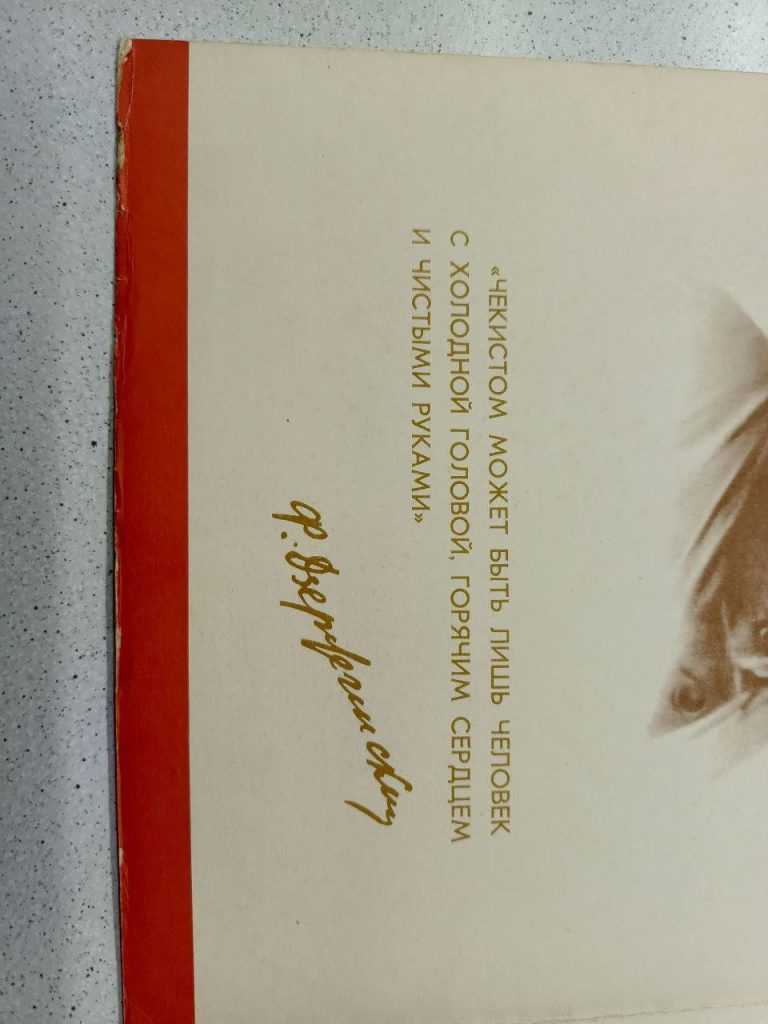 «ЧЕКИСТОМ МОЖЕТ БЫТЬ ЛИШЬ ЧЕЛОВЕК
С ХОЛОДНОЙ ГОЛОВОЙ, ГОРЯЧИМ СЕРДЦЕМ
И ЧИСТЫМИ РУКАМИ»
Ф. Дзержинский